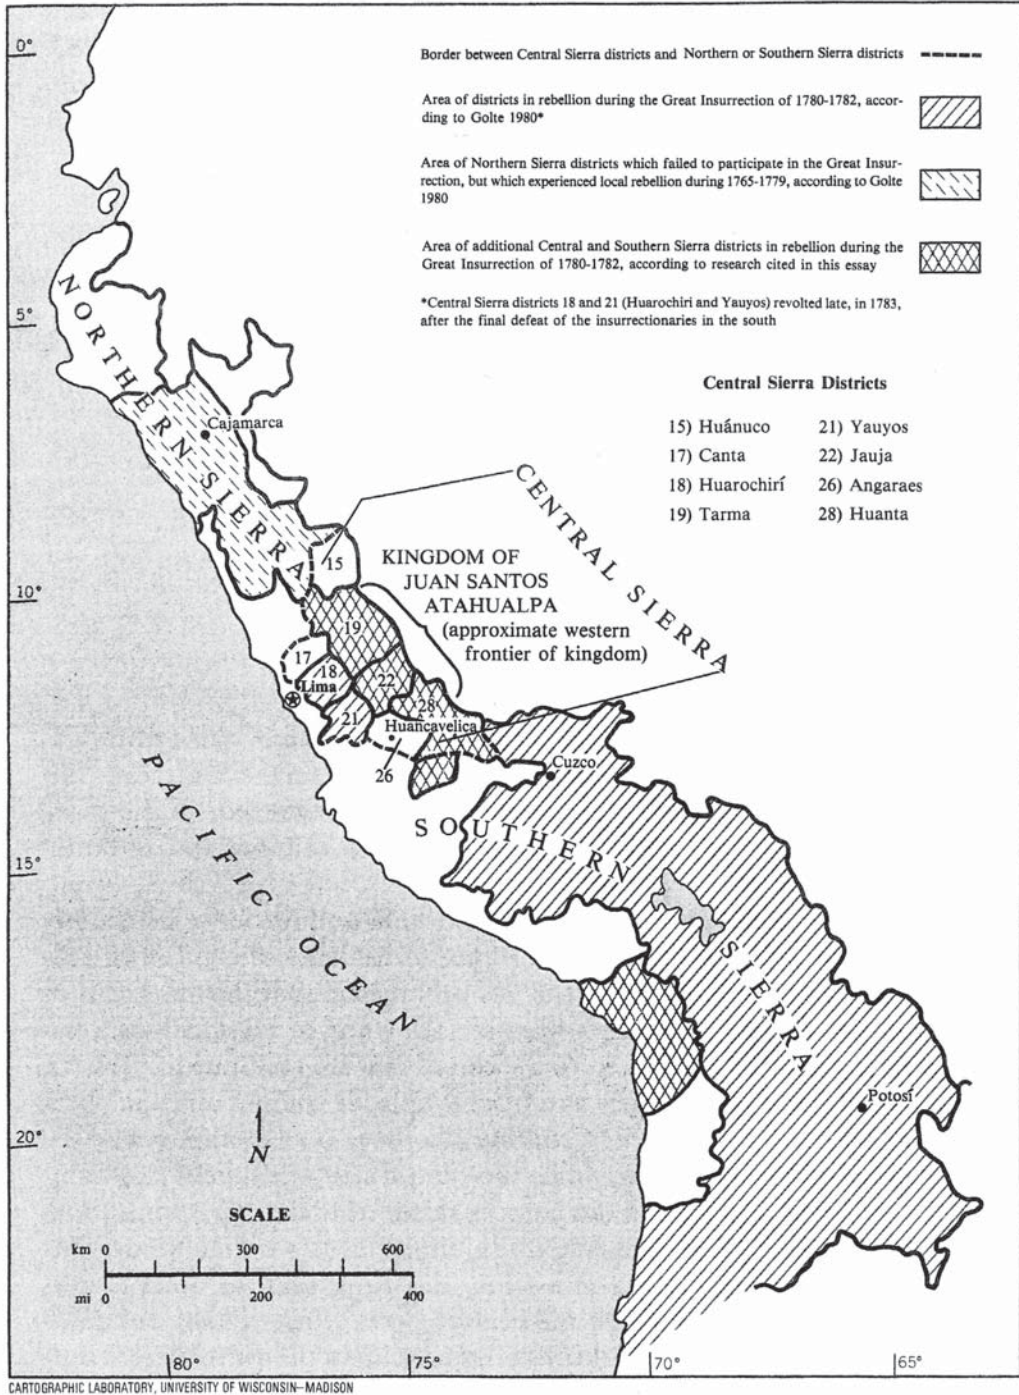 0°
5°
10°
15°
20°
Border between Central Sierra districts and Northern or Southern Sierra districts
Area of districts in rebellion during the Great Insurrection of 1780-1782, accor-
ding to Golte 1980*
Area of Northern Sierra districts which failed to participate in the Great Insur-
rection, but which experienced local rebellion during 1765-1779, according to Golte
1980
Area of additional Central and Southern Sierra districts in rebellion during the
Great Insurrection of 1780-1782, according to research cited in this essay
*Central Sierra districts 18 and 21 (Huarochirí and Yauyos) revolted late, in 1783,
after the final defeat of the insurrectionaries in the south
Central Sierra Districts
15) Huánuco
17) Canta
18) Huarochirí
19) Tarma
21) Yauyos
22) Jauja
26) Angaraes
28) Huanta
NORTHERN SIERRA
Cajamarca
CENTRAL SIERRA
KINGDOM OF
JUAN SANTOS
ATAHUALPA
(approximate western
frontier of kingdom)
15
19
17
18
Lima
22
28
21
Huancavelica
26
Cuzco
SOUTHERN SIERRA
PACIFIC OCEAN
Potosí
N
SCALE
km 0 300 600
mi 0 200 400
80° 75° 70° 65°
CARTOGRAPHIC LABORATORY, UNIVERSITY OF WISCONSIN—MADISON